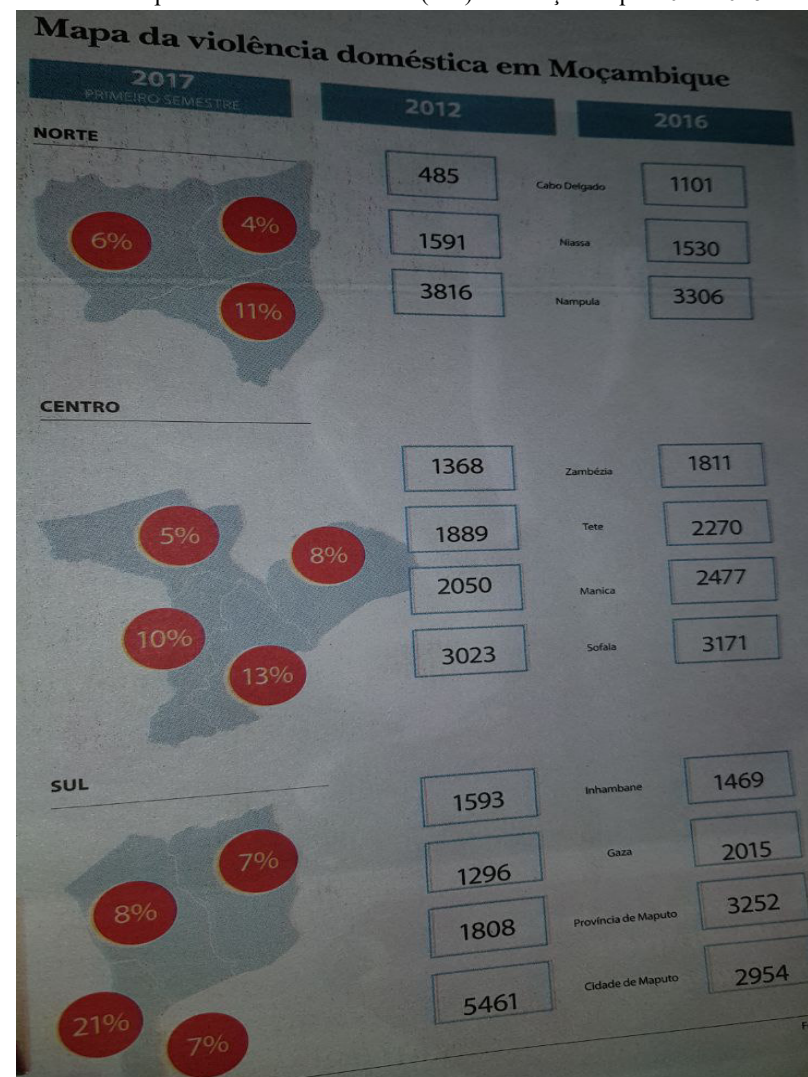 Mapa da violência doméstica em Moçambique
2017 2012 2016
PRIMEIRO SEMESTRE
NORTE
485 Cabo Delgado 1101
6% 4% 1591 Niassa 1530
11% 3816 Nampula 3306
CENTRO
1368 Zambézia 1811
5% 8% 1889 Tete 2270
2050 Manica 2477
10% 13% 3023 Sofala 3171
SUL
1593 Inhambane 1469
7% 1296 Gaza 2015
8% 1808 Província de Maputo 3252
21% 7% 5461 Cidade de Maputo 2954